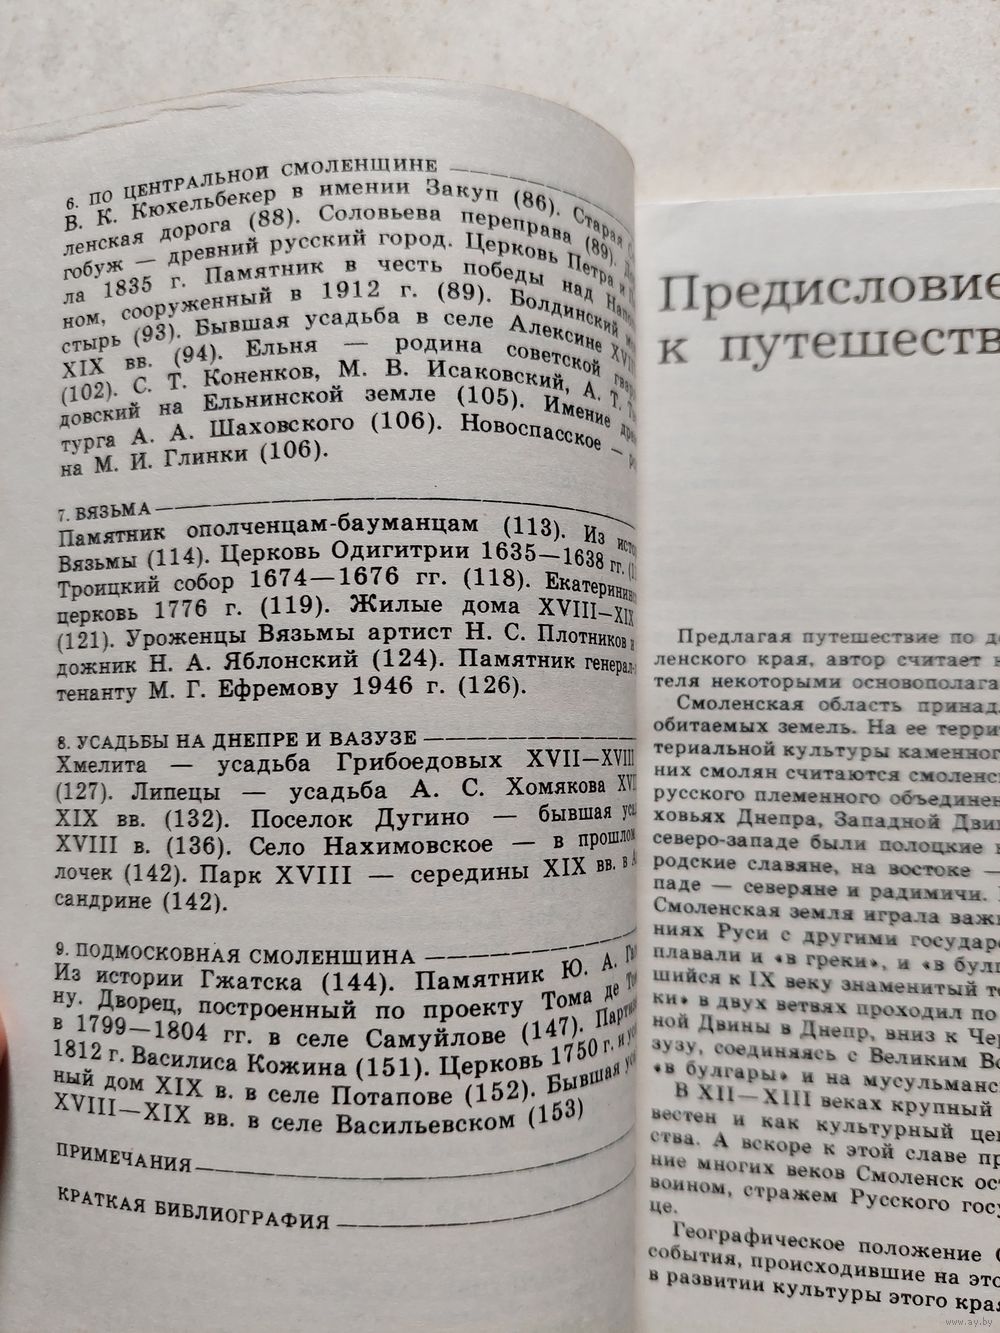 6. ПО ЦЕНТРАЛЬНОЙ СМОЛЕНЩИНЕ
В. К. Кюхельбекер в имении Закуп (86). Старая
ленская дорога (88). Соловьева переправа (89).
гобуж — древний русский город. Церковь Петра и
ла 1835 г. Памятник в честь победы над
ном, сооруженный в 1912 г. (89). Болдинский
стырь (93). Бывшая усадьба в селе Алексине
XIX вв. (94). Ельня — родина советской
(102). С. Т. Коненков, М. В. Исаковский, А. Т.
довский на Ельнинской земле (105). Имение
турга А. А. Шаховского (106). Новоспасское —
на М. И. Глинки (106).
7. ВЯЗЬМА
Памятник ополченцам-бауманцам (113). Из
Вязьмы (114). Церковь Одигитрии 1635—1638 гг.
Троицкий собор 1674—1676 гг. (118).
церковь 1776 г. (119). Жилые дома XVIII—XIX
(121). Уроженцы Вязьмы артист Н. С. Плотников и
дожник Н. А. Яблонский (124). Памятник генерал-
тенанту М. Г. Ефремову 1946 г. (126).
8. УСАДЬБЫ НА ДНЕПРЕ И ВАЗУЗЕ
Хмелита — усадьба Грибоедовых XVII—XVIII
(127). Липецы — усадьба А. С. Хомякова
XIX вв. (132). Поселок Дугино — бывшая
XVIII в. (136). Село Нахимовское — в прошлом
лочек (142). Парк XVIII — середины XIX вв. в
сандрине (142).
9. ПОДМОСКОВНАЯ СМОЛЕНЩИНА
Из истории Гжатска (144). Памятник Ю. А.
ну. Дворец, построенный по проекту Тома де
в 1799—1804 гг. в селе Самуйлове (147).
1812 г. Василиса Кожина (151). Церковь 1750 г. и
ный дом XIX в. в селе Потапове (152). Бывшая
XVIII—XIX вв. в селе Васильевском (153)
ПРИМЕЧАНИЯ
КРАТКАЯ БИБЛИОГРАФИЯ
Предисловие
к путешеств
Предлагая путешествие по
ленского края, автор считает
теля некоторыми основополага
Смоленская область принад
обитаемых земель. На ее терри
териальной культуры каменног
них смолян считаются смоленс
русского племенного объединен
ховьях Днепра, Западной Дви
северо-западе были полоцкие
родские славяне, на востоке —
паде — северяне и радимичи.
Смоленская земля играла важ
ниях Руси с другими государ
плавали и «в греки», и «в бул
шийся к IX веку знаменитый
ки» в двух ветвях проходил по
ной Двины в Днепр, вниз к Чер
зузу, соединяясь с Великим
«в булгары» и на мусульманс
В XII—XIII веках крупный
вестен и как культурный це
ства. А вскоре к этой славе пр
ние многих веков Смоленск ос
воином, стражем Русского гос
це.
Географическое положение
события, происходившие на это
в развитии культуры этого края
www.ay.by